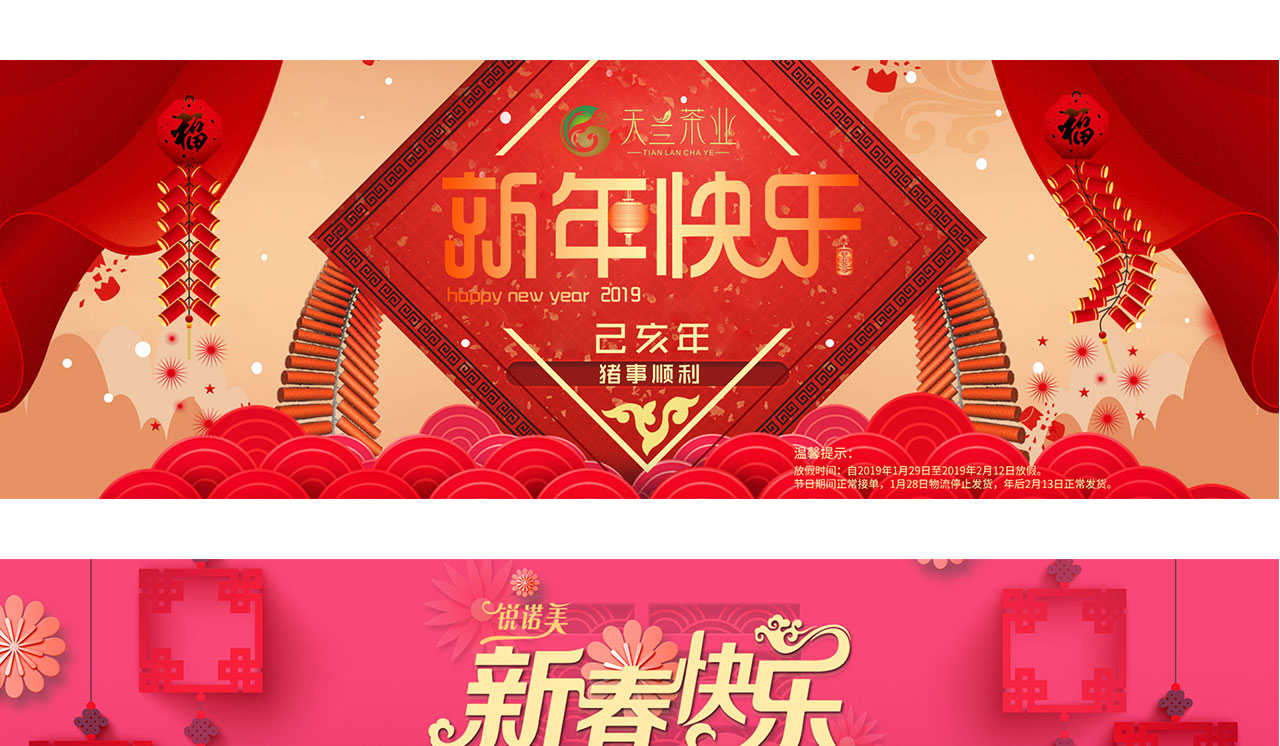 福
福
天兰茶业
TIAN LAN CHA YE
新年快乐
happy new year 2019
己亥年
猪事顺利
温馨提示：
放假时间：自2019年1月29日至2019年2月12日放假。
节日期间正常接单，1月28日物流停止发货，年后2月13日正常发货。
锐诺美
新春快乐